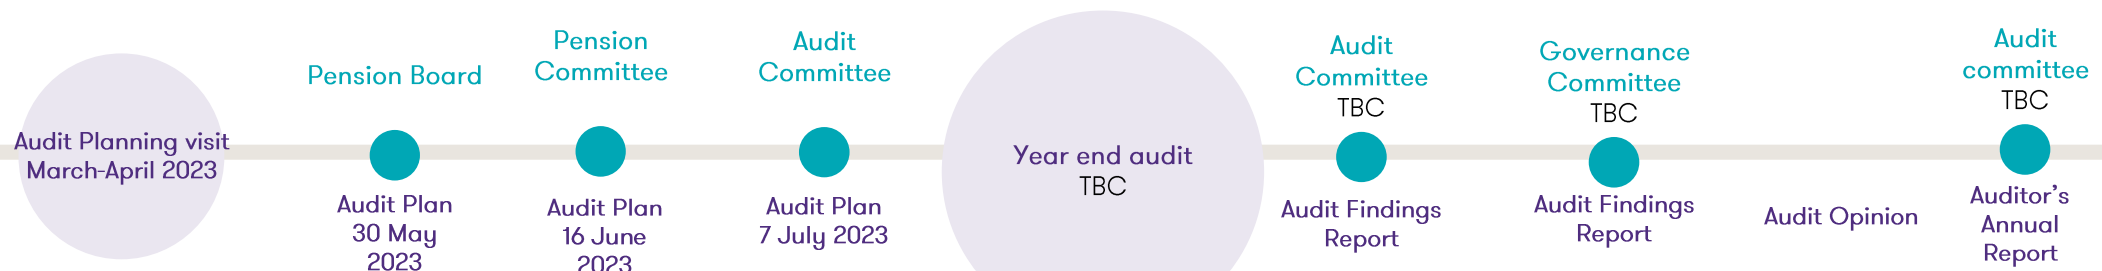 Audit Planning visit
March-April 2023
Pension Board
Audit Plan
30 May
2023
Pension
Committee
Audit Plan
16 June
2023
Audit
Committee
Audit Plan
7 July 2023
Year end audit
TBC
Audit
Committee
TBC
Audit Findings
Report
Governance
Committee
TBC
Audit Findings
Report
Audit Opinion
Audit
committee
TBC
Auditor’s
Annual
Report